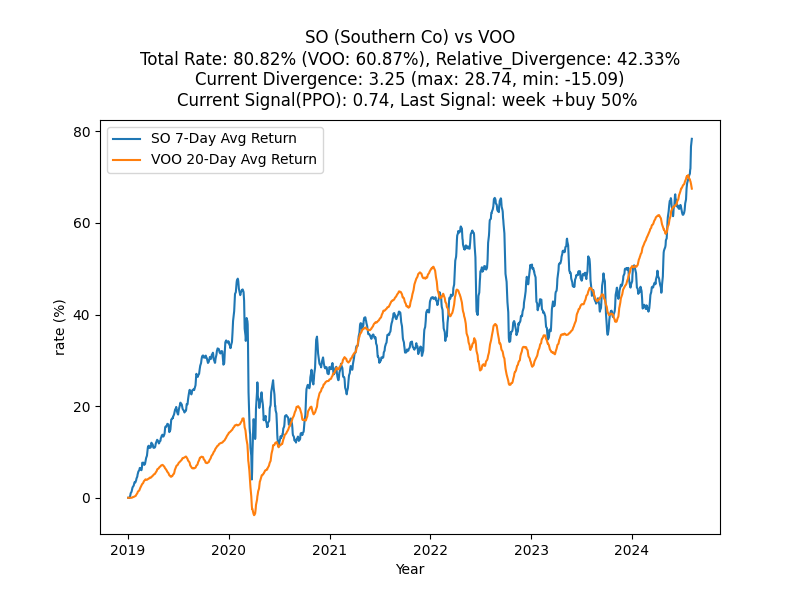 SO (Southern Co) vs VOO
Total Rate: 80.82% (VOO: 60.87%), Relative_Divergence: 42.33%
Current Divergence: 3.25 (max: 28.74, min: -15.09)
Current Signal(PPO): 0.74, Last Signal: week +buy 50%
SO 7-Day Avg Return
VOO 20-Day Avg Return
80
60
40
20
0
rate (%)
2019 2020 2021 2022 2023 2024
Year